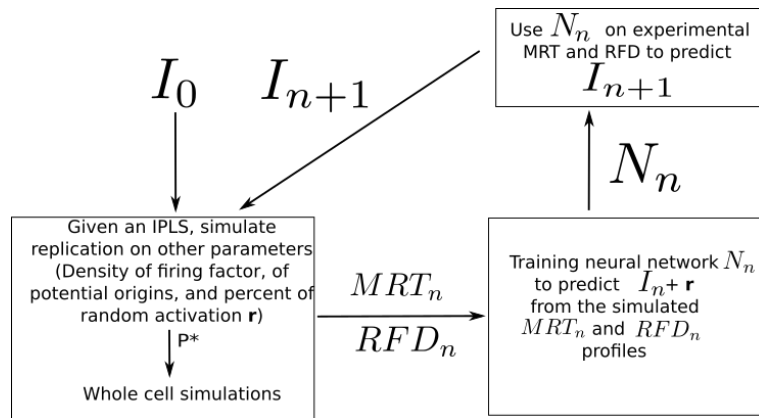 I_0
I_{n+1}
Given an IPLS, simulate
replication on other parameters
(Density of firing factor, of
potential origins, and percent of
random activation r)
P*
Whole cell simulations
MRT_n
RFD_n
Training neural network N_n
to predict I_n+ r
from the simulated
MRT_n and RFD_n
profiles
N_n
Use N_n on experimental
MRT and RFD to predict
I_{n+1}